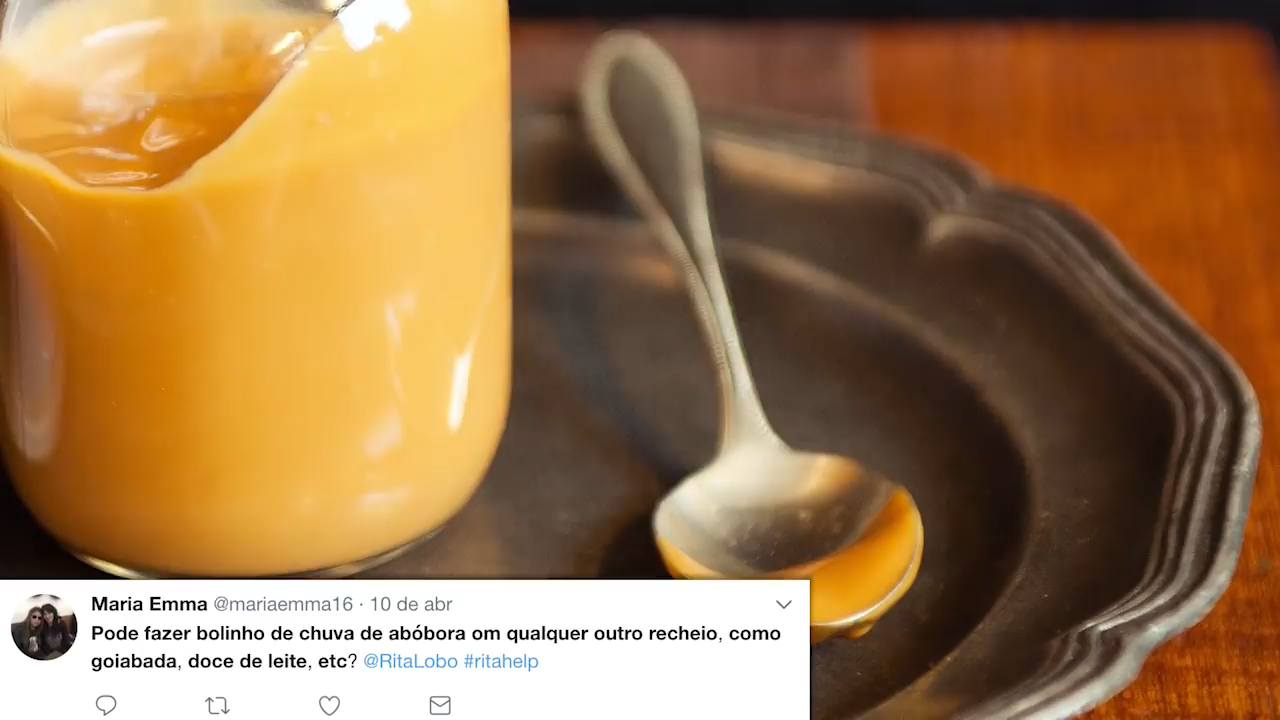 Maria Emma @mariaemma16 · 10 de abr
Pode fazer bolinho de chuva de abóbora om qualquer outro recheio, como
goiabada, doce de leite, etc? @RitaLobo #ritahelp